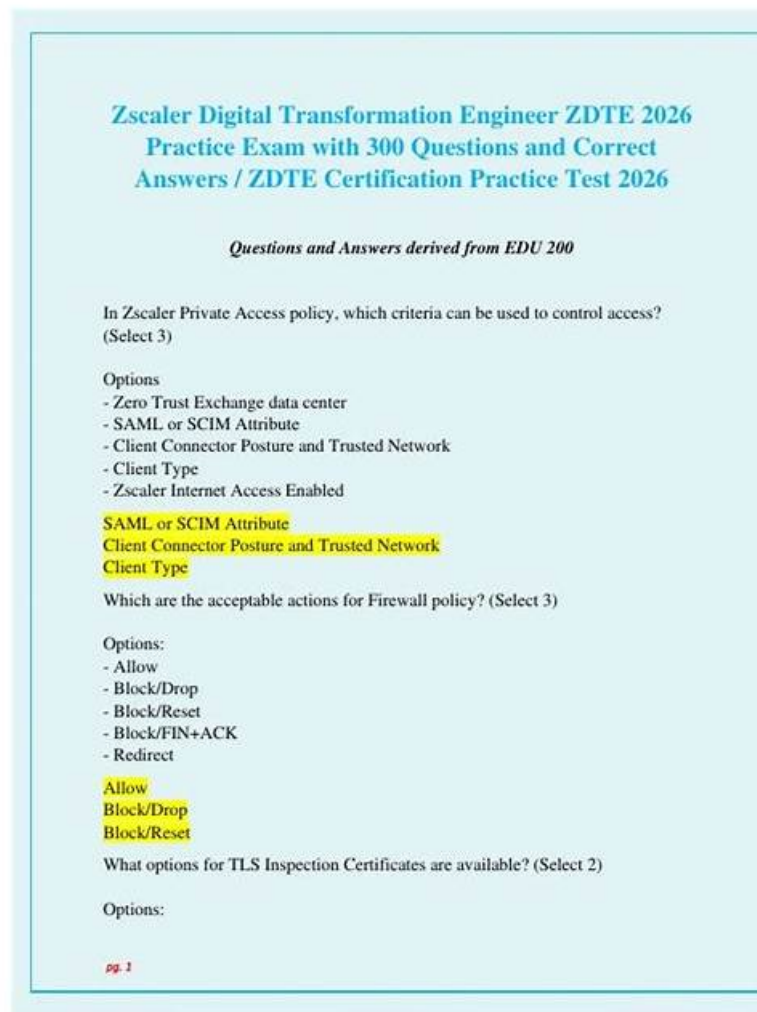 Zscaler Digital Transformation Engineer ZDTE 2026
Practice Exam with 300 Questions and Correct
Answers / ZDTE Certification Practice Test 2026
Questions and Answers derived from EDU 200
In Zscaler Private Access policy, which criteria can be used to control access?
(Select 3)
Options
- Zero Trust Exchange data center
- SAML or SCIM Attribute
- Client Connector Posture and Trusted Network
- Client Type
- Zscaler Internet Access Enabled
SAML or SCIM Attribute
Client Connector Posture and Trusted Network
Client Type
Which are the acceptable actions for Firewall policy? (Select 3)
Options:
- Allow
- Block/Drop
- Block/Reset
- Block/FIN+ACK
- Redirect
Allow
Block/Drop
Block/Reset
What options for TLS Inspection Certificates are available? (Select 2)
Options:
pg. 1